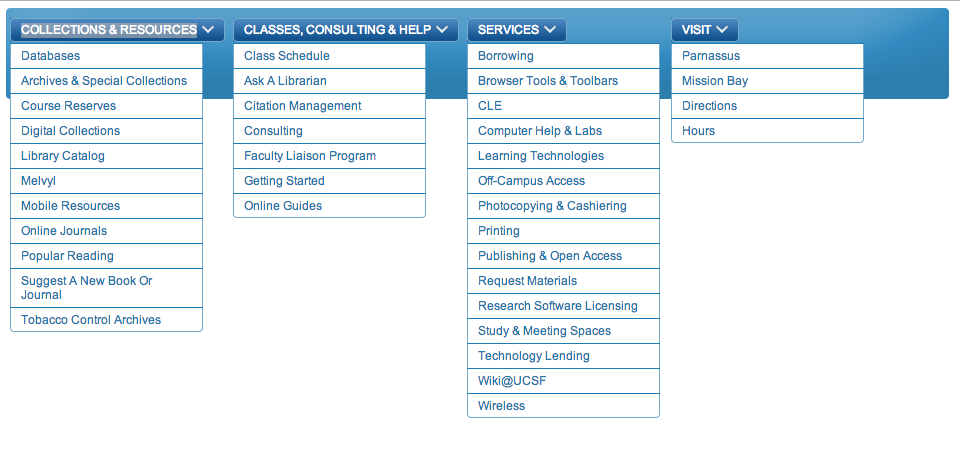 COLLECTIONS & RESOURCES
Databases
Archives & Special Collections
Course Reserves
Digital Collections
Library Catalog
Melvyl
Mobile Resources
Online Journals
Popular Reading
Suggest A New Book Or
Journal
Tobacco Control Archives
CLASSES, CONSULTING & HELP
Class Schedule
Ask A Librarian
Citation Management
Consulting
Faculty Liaison Program
Getting Started
Online Guides
SERVICES
Borrowing
Browser Tools & Toolbars
CLE
Computer Help & Labs
Learning Technologies
Off-Campus Access
Photocopying & Cashiering
Printing
Publishing & Open Access
Request Materials
Research Software Licensing
Study & Meeting Spaces
Technology Lending
Wiki@UCSF
Wireless
VISIT
Parnassus
Mission Bay
Directions
Hours